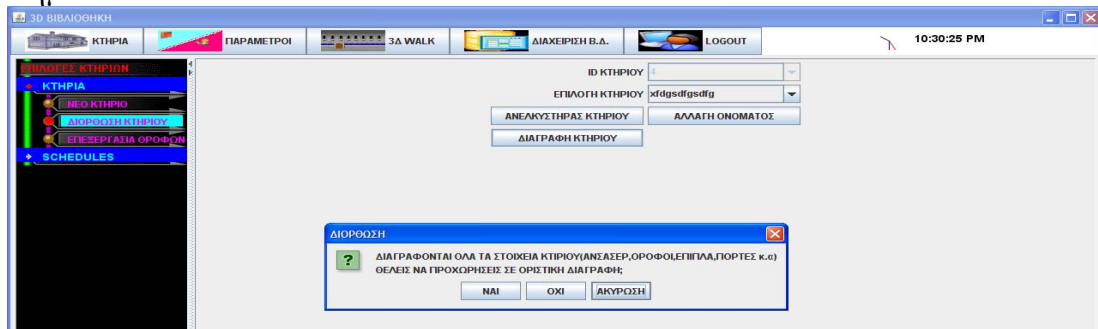 3D ΒΙΒΛΙΟΘΗΚΗ
ΚΤΗΡΙΑ ΠΑΡΑΜΕΤΡΟΙ 3Δ WALK ΔΙΑΧΕΙΡΙΣΗ Β.Δ. LOGOUT 10:30:25 PM
ΕΠΙΛΟΓΕΣ ΚΤΗΡΙΩΝ
ΚΤΗΡΙΑ
ΝΕΟ ΚΤΗΡΙΟ
ΔΙΟΡΘΩΣΗ ΚΤΗΡΙΟΥ
ΕΠΕΞΕΡΓΑΣΙΑ ΟΡΟΦΩΝ
SCHEDULES
ID ΚΤΗΡΙΟΥ 4
ΕΠΙΛΟΓΗ ΚΤΗΡΙΟΥ xfdgsdfgsdfg
ΑΝΕΛΚΥΣΤΗΡΑΣ ΚΤΗΡΙΟΥ ΑΛΛΑΓΗ ΟΝΟΜΑΤΟΣ
ΔΙΑΓΡΑΦΗ ΚΤΗΡΙΟΥ
ΔΙΟΡΘΩΣΗ
ΔΙΑΓΡΑΦΟΝΤΑΙ ΟΛΑ ΤΑ ΣΤΟΙΧΕΙΑ ΚΤΙΡΙΟΥ(ΑΝΣΑΣΕΡ,ΟΡΟΦΟΙ,ΕΠΙΠΛΑ,ΠΟΡΤΕΣ κ.α)
ΘΕΛΕΙΣ ΝΑ ΠΡΟΧΩΡΗΣΕΙΣ ΣΕ ΟΡΙΣΤΙΚΗ ΔΙΑΓΡΑΦΗ;
ΝΑΙ ΟΧΙ ΑΚΥΡΩΣΗ